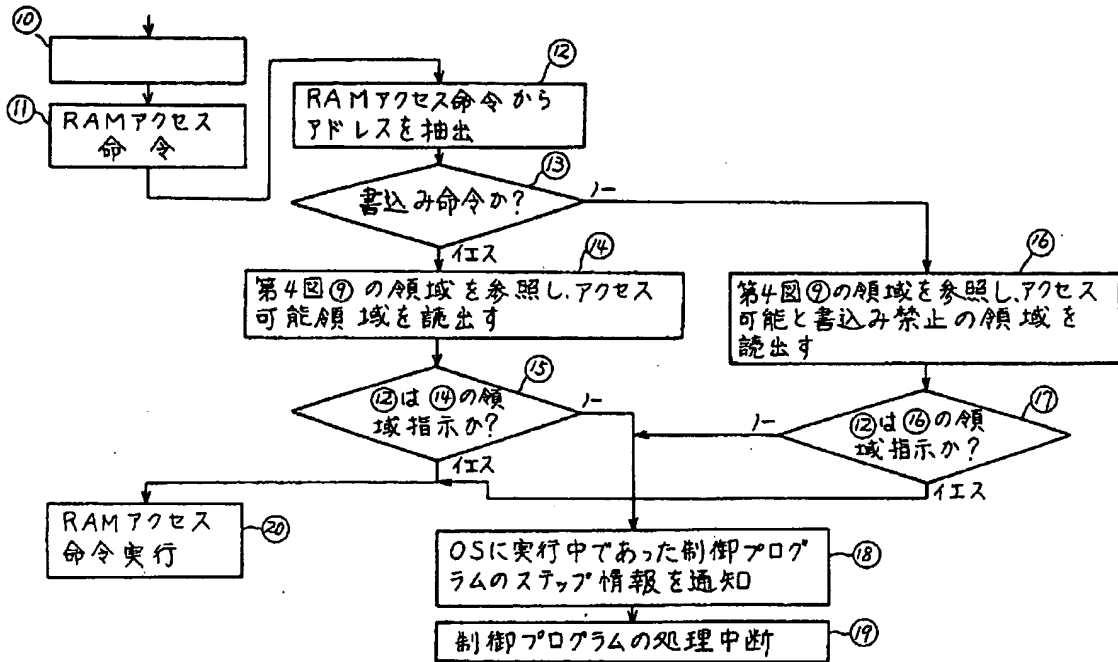 ⑩
⑪
RAMアクセス
命令
⑫
RAMアクセス命令から
アドレスを抽出
⑬
書込み命令か?
ノー
イエス
⑭
第4図⑨の領域を参照し、アクセス
可能領域を読出す
⑯
第4図⑨の領域を参照し、アクセス
可能と書込み禁止の領域を
読出す
⑮
⑫は⑭の領
域指示か?
ノー
イエス
⑰
⑫は⑯の領
域指示か?
ノー
イエス
RAMアクセス
命令実行
⑳
OSに実行中であった制御プログ
ラムのステップ情報を通知
⑱
制御プログラムの処理中断
⑲